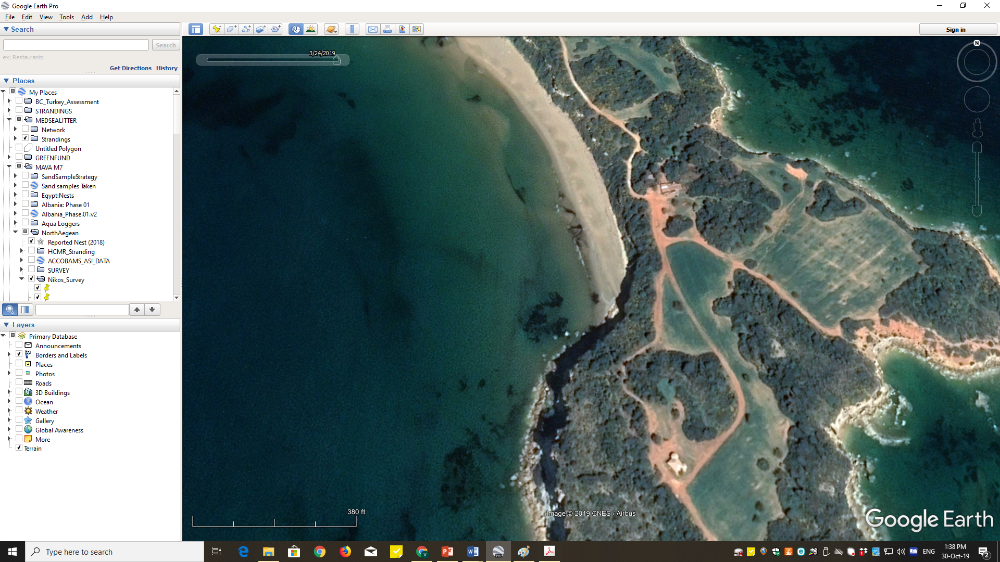 Google Earth Pro
File Edit View Tools Add Help
Search
Search
ex: Restaurants
Get Directions History
Places
My Places
BC_Turkey_Assessment
STRANDINGS
MEDSEALITTER
Network
Strandings
Untitled Polygon
GREENFUND
MAVA M7
SandSampleStrategy
Sand samples Taken
Egypt:Nests
Albania: Phase 01
Albania_Phase.01.v2
Aqua Loggers
NorthAegean
Reported Nest (2018)
HCMR_Stranding
ACCOBAMS_ASI_DATA
SURVEY
Nikos_Survey
Layers
Primary Database
Announcements
Borders and Labels
Places
Photos
Roads
3D Buildings
Ocean
Weather
Gallery
Global Awareness
More
Terrain
Sign in
3/24/2019
N
380 ft
Image © 2019 CNES / Airbus
Google Earth
Type here to search
ENG
1:38 PM
30-Oct-19
2